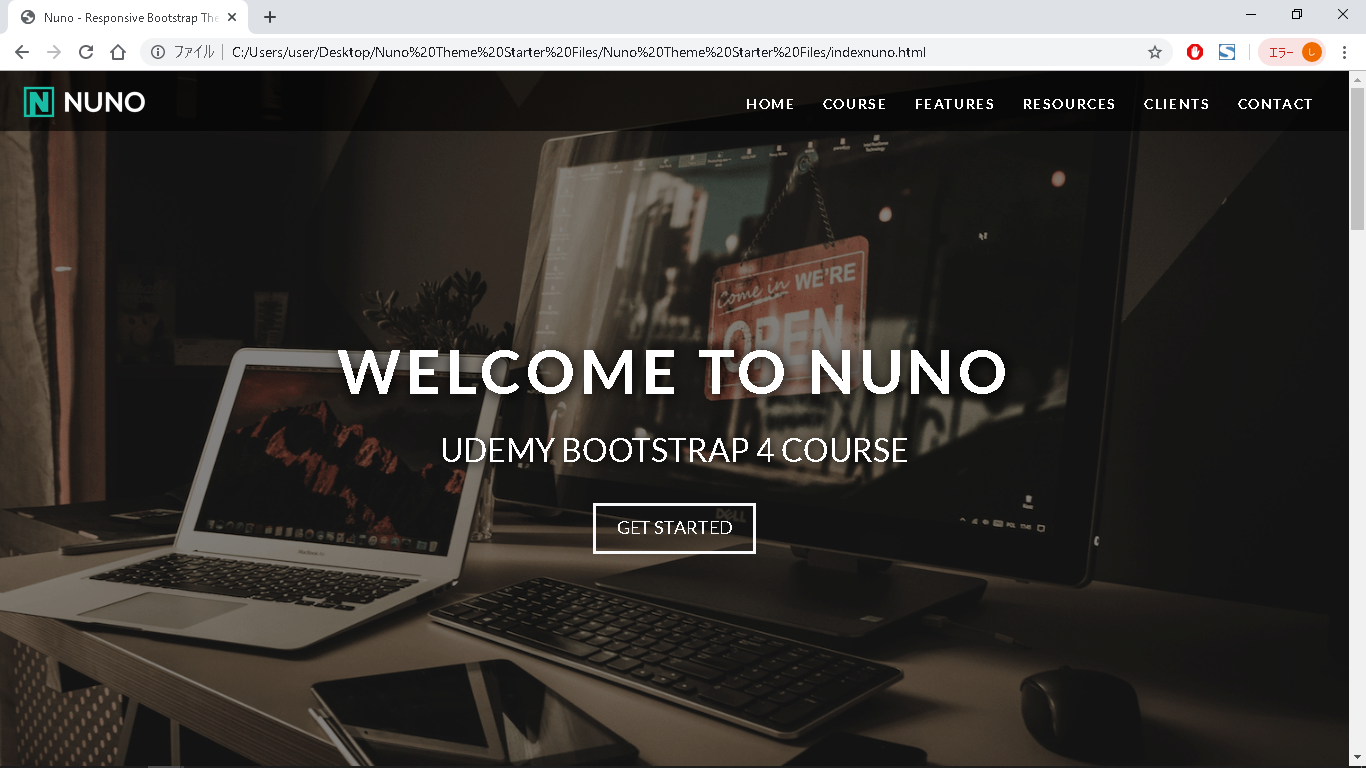 Nuno - Responsive Bootstrap The
ファイル
C:/Users/user/Desktop/Nuno%20Theme%20Starter%20Files/Nuno%20Theme%20Starter%20Files/indexnuno.html
エラー し
N NUNO
HOME COURSE FEATURES RESOURCES CLIENTS CONTACT
Come in WE'RE
OPEN
WELCOME TO NUNO
UDEMY BOOTSTRAP 4 COURSE
GET STARTED
DELL